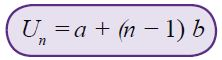 Uₙ = a + (n − 1) b